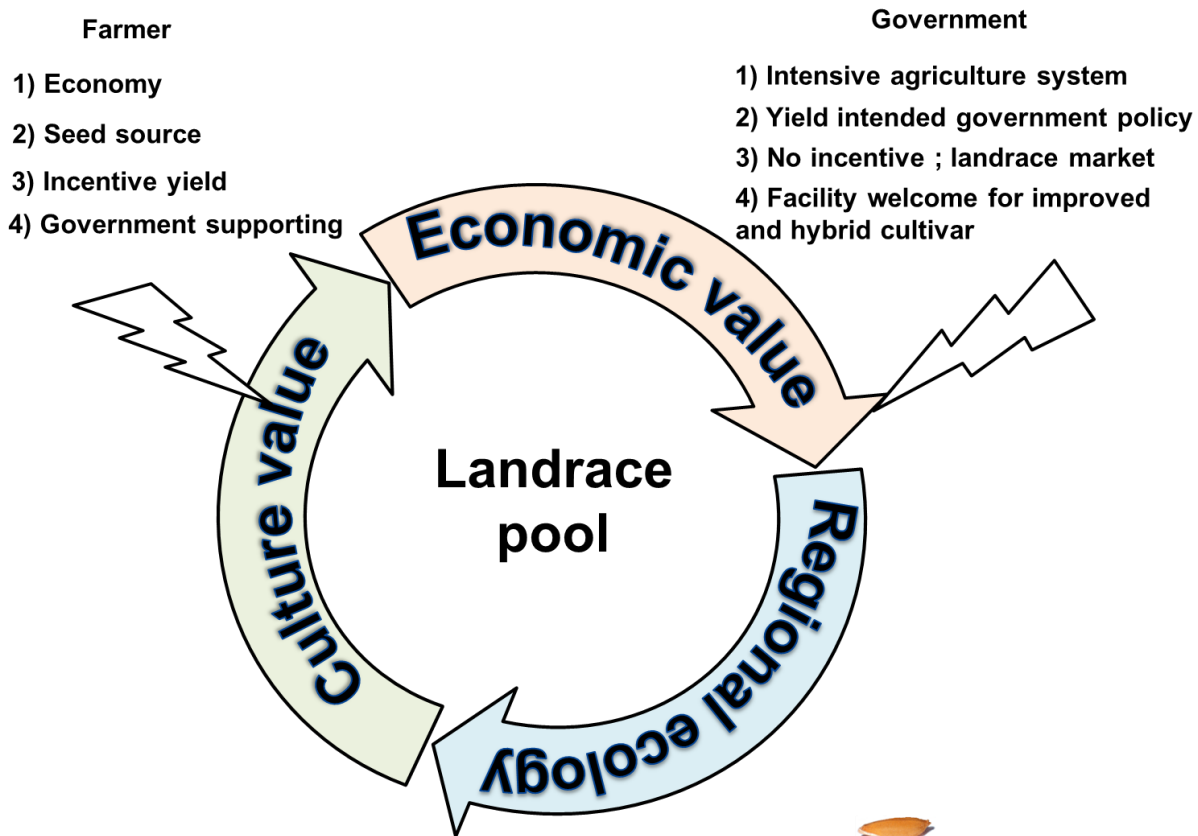 Farmer
1) Economy
2) Seed source
3) Incentive yield
4) Government supporting
Government
1) Intensive agriculture system
2) Yield intended government policy
3) No incentive ; landrace market
4) Facility welcome for improved
and hybrid cultivar
Economic value
Regional ecology
Culture value
Landrace
pool